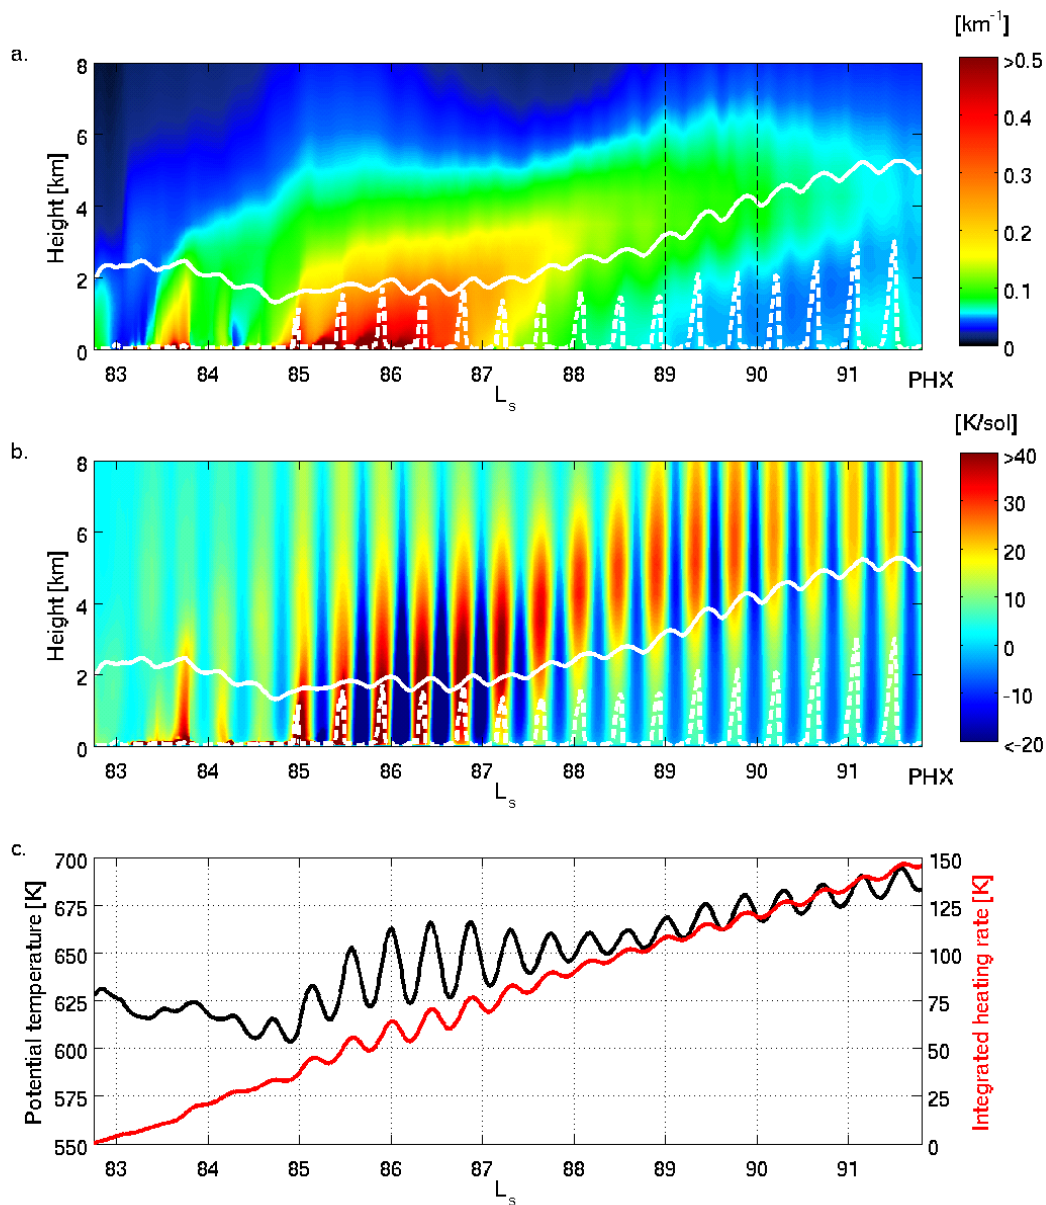 [km⁻¹]
a.
8
6
4
2
0
Height [km]
83 84 85 86 87 88 89 90 91 PHX
Lₛ
>0.5
0.4
0.3
0.2
0.1
0
[K/sol]
b.
8
6
4
2
0
Height [km]
83 84 85 86 87 88 89 90 91 PHX
Lₛ
>40
30
20
10
0
-10
<-20
c.
700
675
650
625
600
575
550
Potential temperature [K]
83 84 85 86 87 88 89 90 91
Lₛ
150
125
100
75
50
25
0
Integrated heating rate [K]